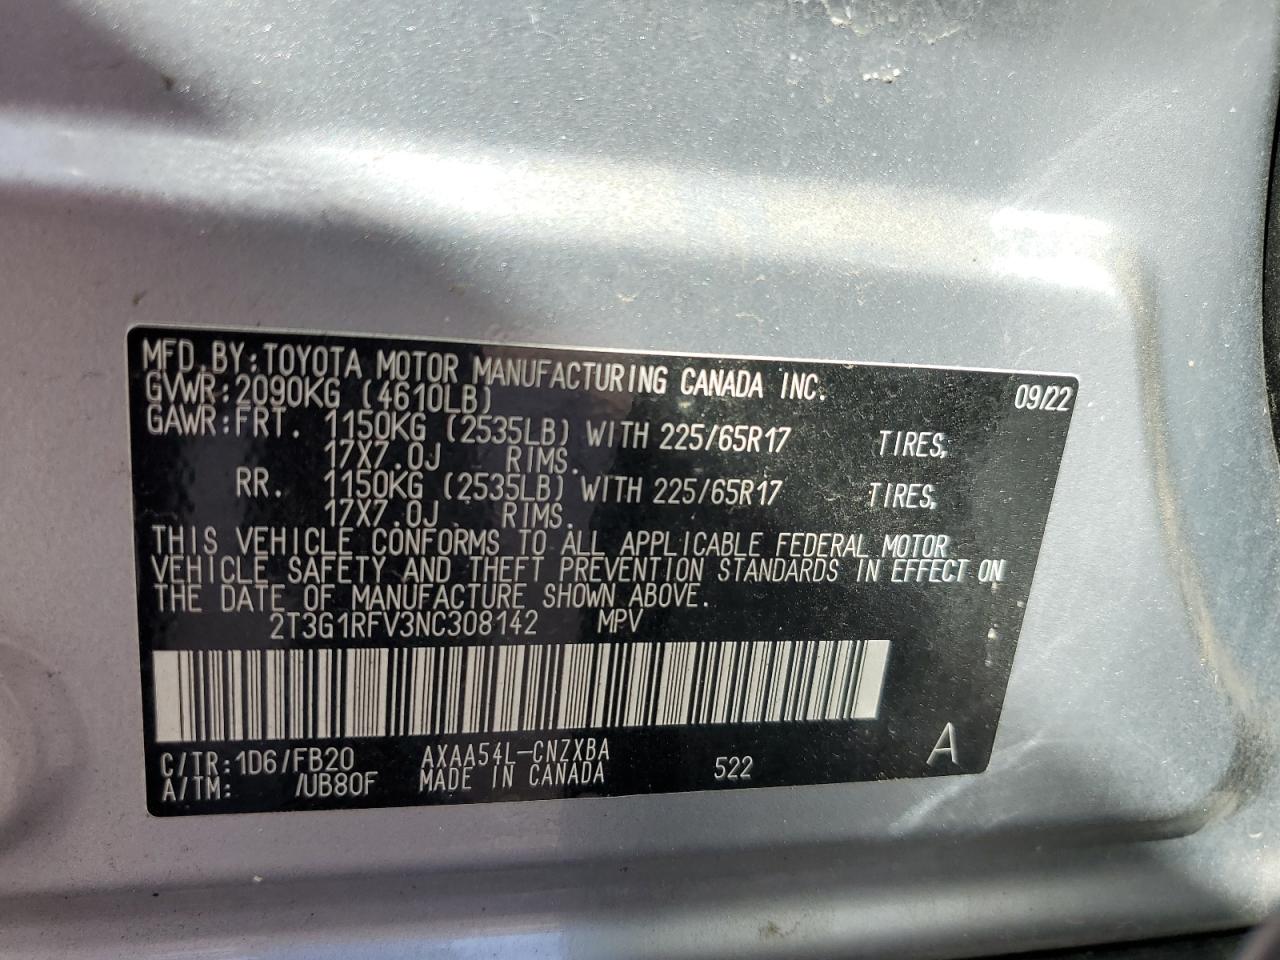 MFD.BY:TOYOTA MOTOR MANUFACTURING CANADA INC. 09/22
GVWR:2090KG (4610LB)
GAWR:FRT. 1150KG (2535LB) WITH 225/65R17 TIRES,
17X7.0J RIMS.
RR. 1150KG (2535LB) WITH 225/65R17 TIRES,
17X7.0J RIMS.
THIS VEHICLE CONFORMS TO ALL APPLICABLE FEDERAL MOTOR
VEHICLE SAFETY AND THEFT PREVENTION STANDARDS IN EFFECT ON
THE DATE OF MANUFACTURE SHOWN ABOVE.
2T3G1RFV3NC308142 MPV
C/TR:1D6/FB20 AXAA54L-CNZXBA 522 A
A/TM: /UB80F MADE IN CANADA